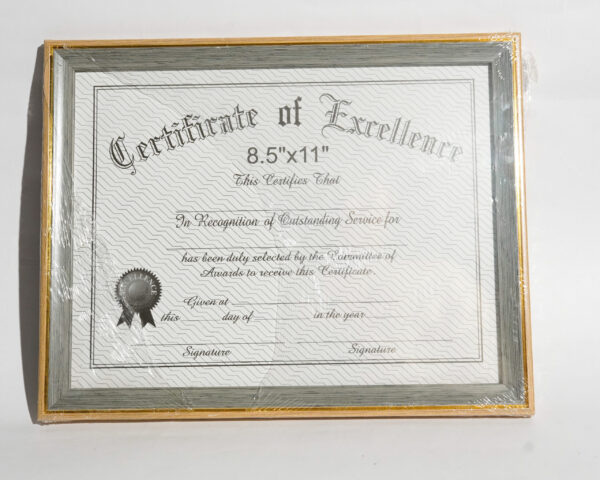 Certificate of Excellence
8.5"x11"
This Certifies That
In Recognition of Outstanding Service for
has been duly selected by the Committee of
Awards to receive this Certificate.
Given at
this day of in the year
Signature Signature